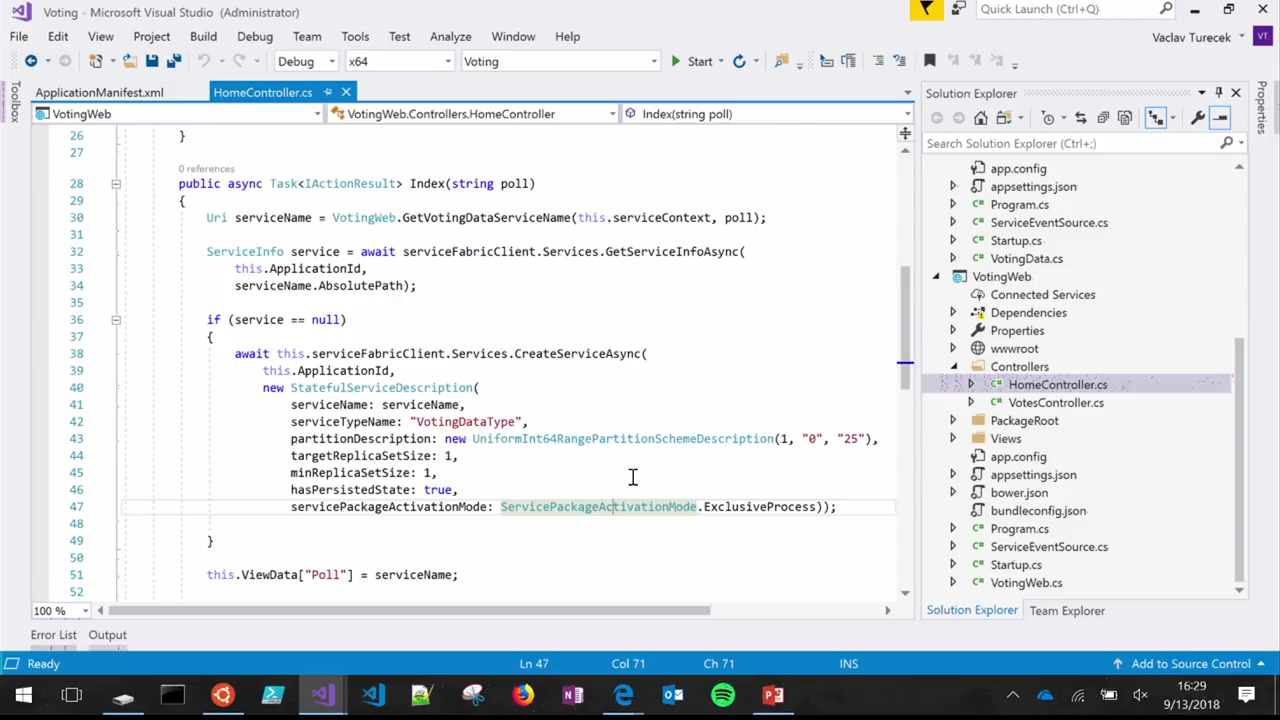 Voting - Microsoft Visual Studio (Administrator)
Quick Launch (Ctrl+Q)
File Edit View Project Build Debug Team Tools Test Analyze Window Help
Vaclav Turecek VT
Debug x64 Voting Start
Toolbox
ApplicationManifest.xml HomeController.cs
VotingWeb VotingWeb.Controllers.HomeController Index(string poll)
26 }
27
0 references
28 public async Task<IActionResult> Index(string poll)
29 {
30 Uri serviceName = VotingWeb.GetVotingDataServiceName(this.serviceContext, poll);
31
32 ServiceInfo service = await serviceFabricClient.Services.GetServiceInfoAsync(
33 this.ApplicationId,
34 serviceName.AbsolutePath);
35
36 if (service == null)
37 {
38 await this.serviceFabricClient.Services.CreateServiceAsync(
39 this.ApplicationId,
40 new StatefulServiceDescription(
41 serviceName: serviceName,
42 serviceTypeName: "VotingDataType",
43 partitionDescription: new UniformInt64RangePartitionSchemeDescription(1, "0", "25"),
44 targetReplicaSetSize: 1,
45 minReplicaSetSize: 1,
46 hasPersistedState: true,
47 servicePackageActivationMode: ServicePackageActivationMode.ExclusiveProcess));
48
49 }
50
51 this.ViewData["Poll"] = serviceName;
52
100 %
Solution Explorer
Search Solution Explorer (Ctrl+;)
app.config
appsettings.json
Program.cs
ServiceEventSource.cs
Startup.cs
VotingData.cs
VotingWeb
Connected Services
Dependencies
Properties
wwwroot
Controllers
HomeController.cs
VotesController.cs
PackageRoot
Views
app.config
appsettings.json
bower.json
bundleconfig.json
Program.cs
ServiceEventSource.cs
Startup.cs
VotingWeb.cs
Solution Explorer Team Explorer
Properties
Error List Output
Ready Ln 47 Col 71 Ch 71 INS Add to Source Control
16:29
9/13/2018